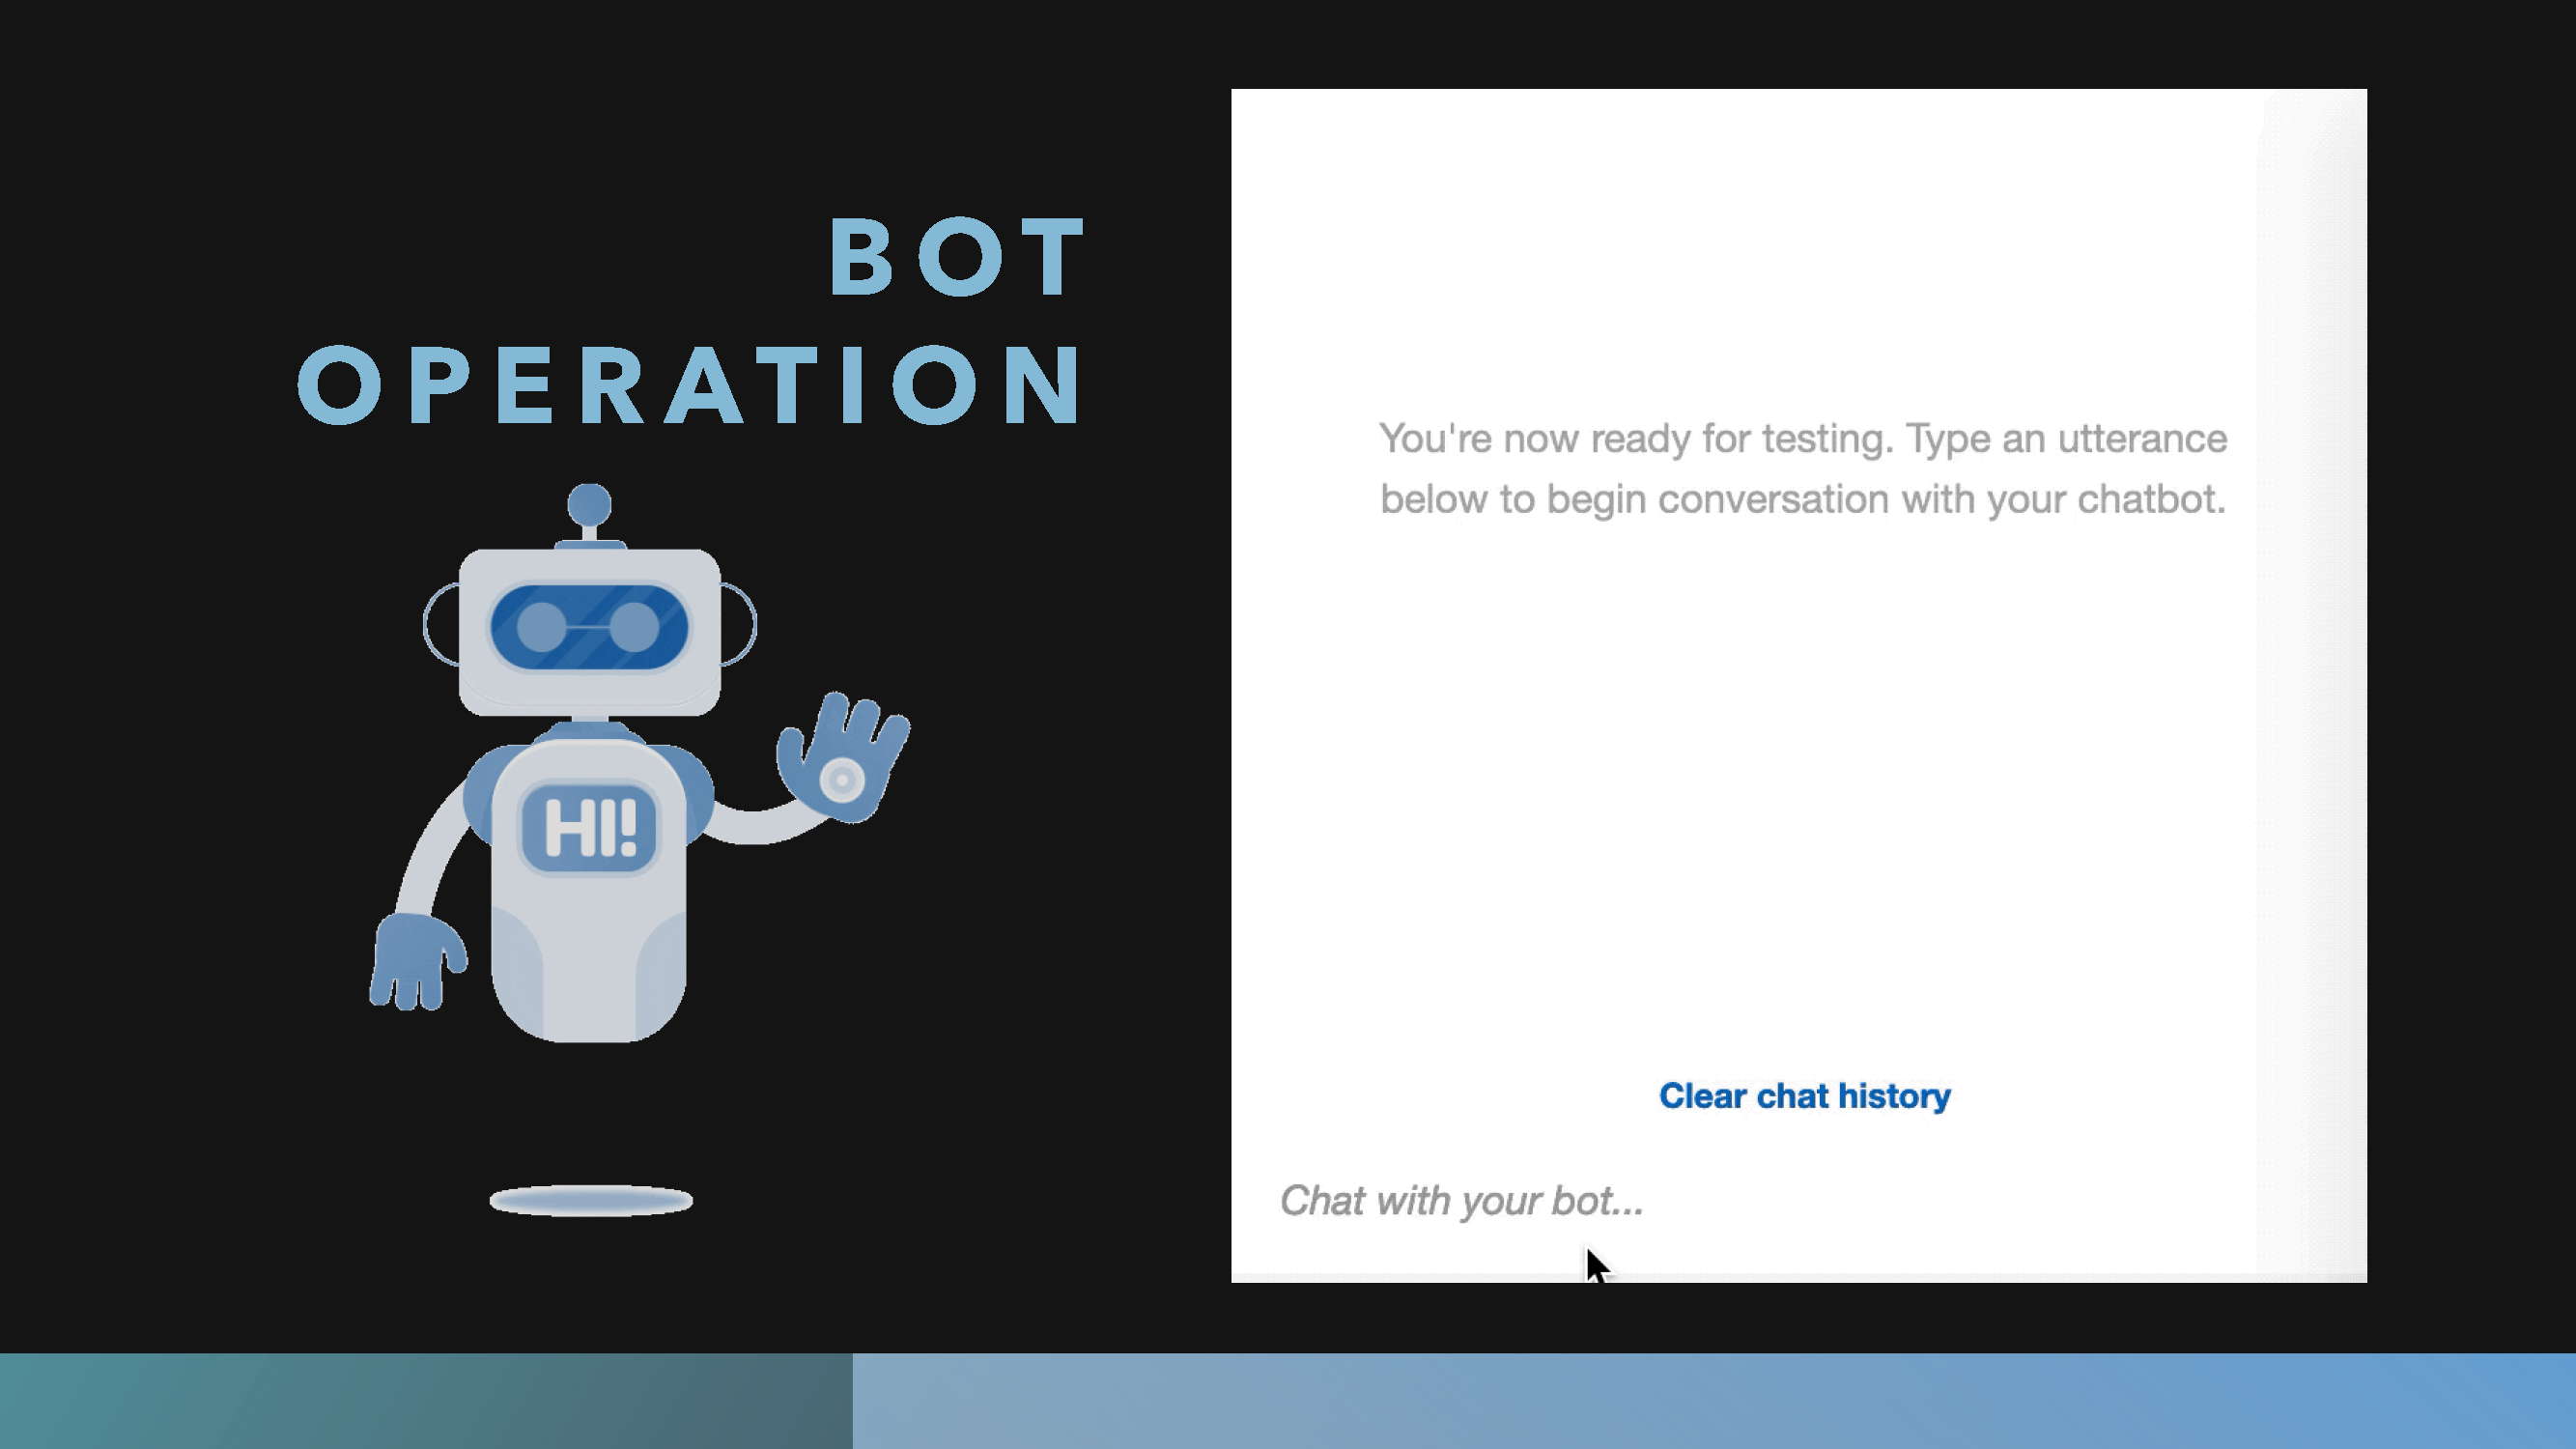 BOT
OPERATION
HI!
You're now ready for testing. Type an utterance
below to begin conversation with your chatbot.
Clear chat history
Chat with your bot...